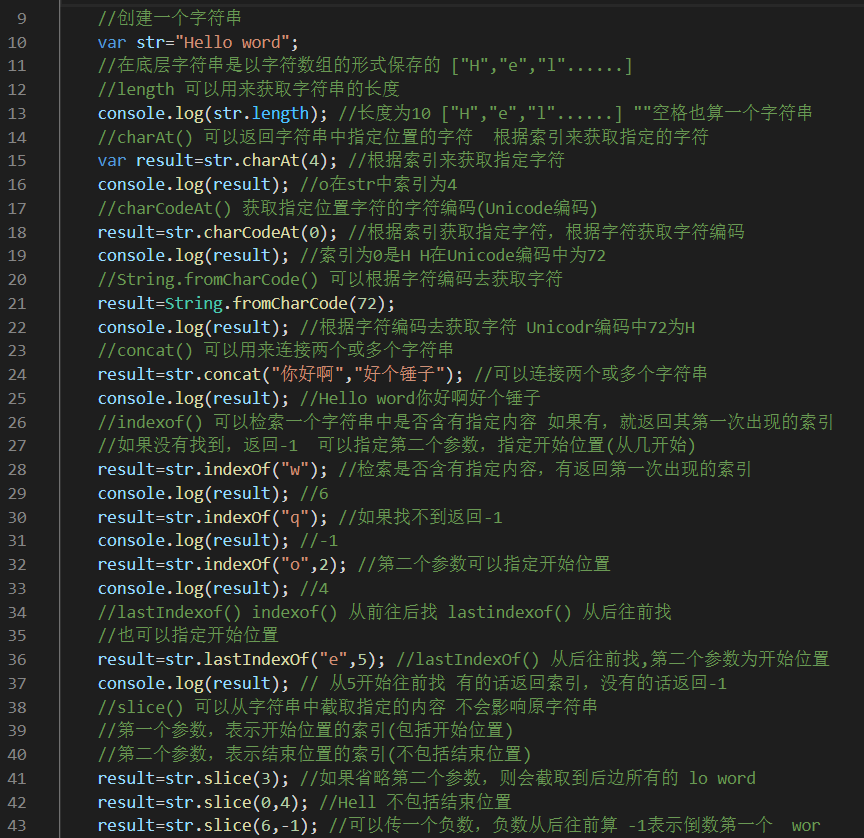 9 //创建一个字符串
10 var str="Hello word";
11 //在底层字符串是以字符数组的形式保存的 ["H","e","l"......]
12 //length 可以用来获取字符串的长度
13 console.log(str.length); //长度为10 ["H","e","l"......] ""空格也算一个字符串
14 //charAt() 可以返回字符串中指定位置的字符  根据索引来获取指定的字符
15 var result=str.charAt(4); //根据索引来获取指定字符
16 console.log(result); //o在str中索引为4
17 //charCodeAt() 获取指定位置字符的字符编码(Unicode编码)
18 result=str.charCodeAt(0); //根据索引获取指定字符，根据字符获取字符编码
19 console.log(result); //索引为0是H H在Unicode编码中为72
20 //String.fromCharCode() 可以根据字符编码去获取字符
21 result=String.fromCharCode(72);
22 console.log(result); //根据字符编码去获取字符 Unicodr编码中72为H
23 //concat() 可以用来连接两个或多个字符串
24 result=str.concat("你好啊","好个锤子"); //可以连接两个或多个字符串
25 console.log(result); //Hello word你好啊好个锤子
26 //indexof() 可以检索一个字符串中是否含有指定内容 如果有，就返回其第一次出现的索引
27 //如果没有找到，返回-1  可以指定第二个参数，指定开始位置(从几开始)
28 result=str.indexOf("w"); //检索是否含有指定内容，有返回第一次出现的索引
29 console.log(result); //6
30 result=str.indexOf("q"); //如果找不到返回-1
31 console.log(result); //-1
32 result=str.indexOf("o",2); //第二个参数可以指定开始位置
33 console.log(result); //4
34 //lastIndexof() indexof() 从前往后找 lastindexof() 从后往前找
35 //也可以指定开始位置
36 result=str.lastIndexOf("e",5); //lastIndexOf() 从后往前找,第二个参数为开始位置
37 console.log(result); // 从5开始往前找 有的话返回索引，没有的话返回-1
38 //slice() 可以从字符串中截取指定的内容 不会影响原字符串
39 //第一个参数，表示开始位置的索引(包括开始位置)
40 //第二个参数，表示结束位置的索引(不包括结束位置)
41 result=str.slice(3); //如果省略第二个参数，则会截取到后边所有的 lo word
42 result=str.slice(0,4); //Hell 不包括结束位置
43 result=str.slice(6,-1); //可以传一个负数，负数从后往前算 -1表示倒数第一个  wor